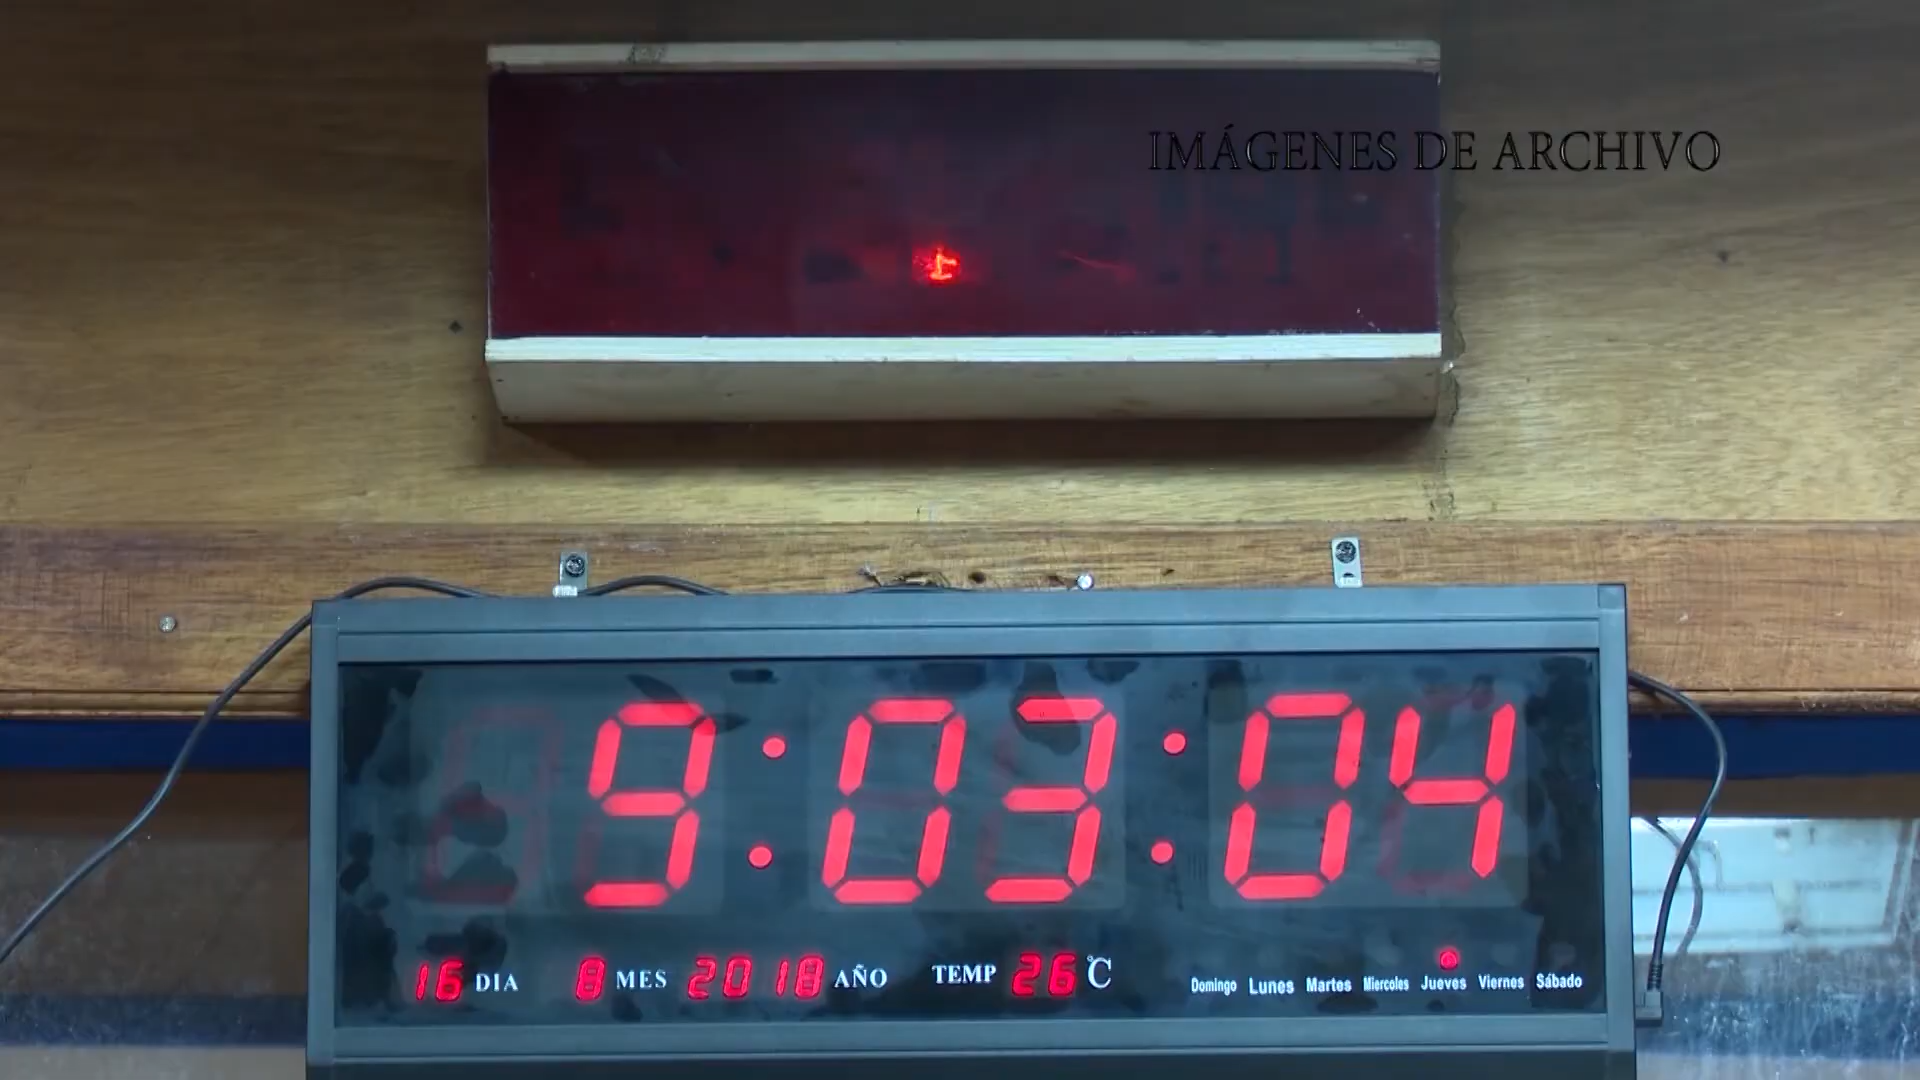 IMÁGENES DE ARCHIVO
9:03:04
16 DIA 8 MES 2018 AÑO TEMP 26 °C Domingo Lunes Martes Miercoles Jueves Viernes Sábado